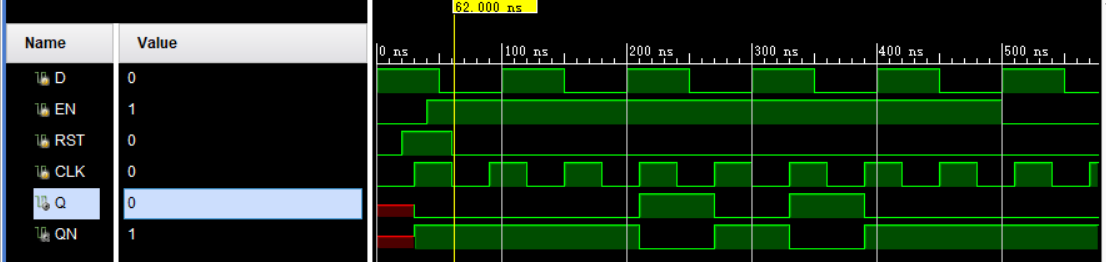 62.000 ns
Name Value
0 ns 100 ns 200 ns 300 ns 400 ns 500 ns
D 0
EN 1
RST 0
CLK 0
Q 0
QN 1